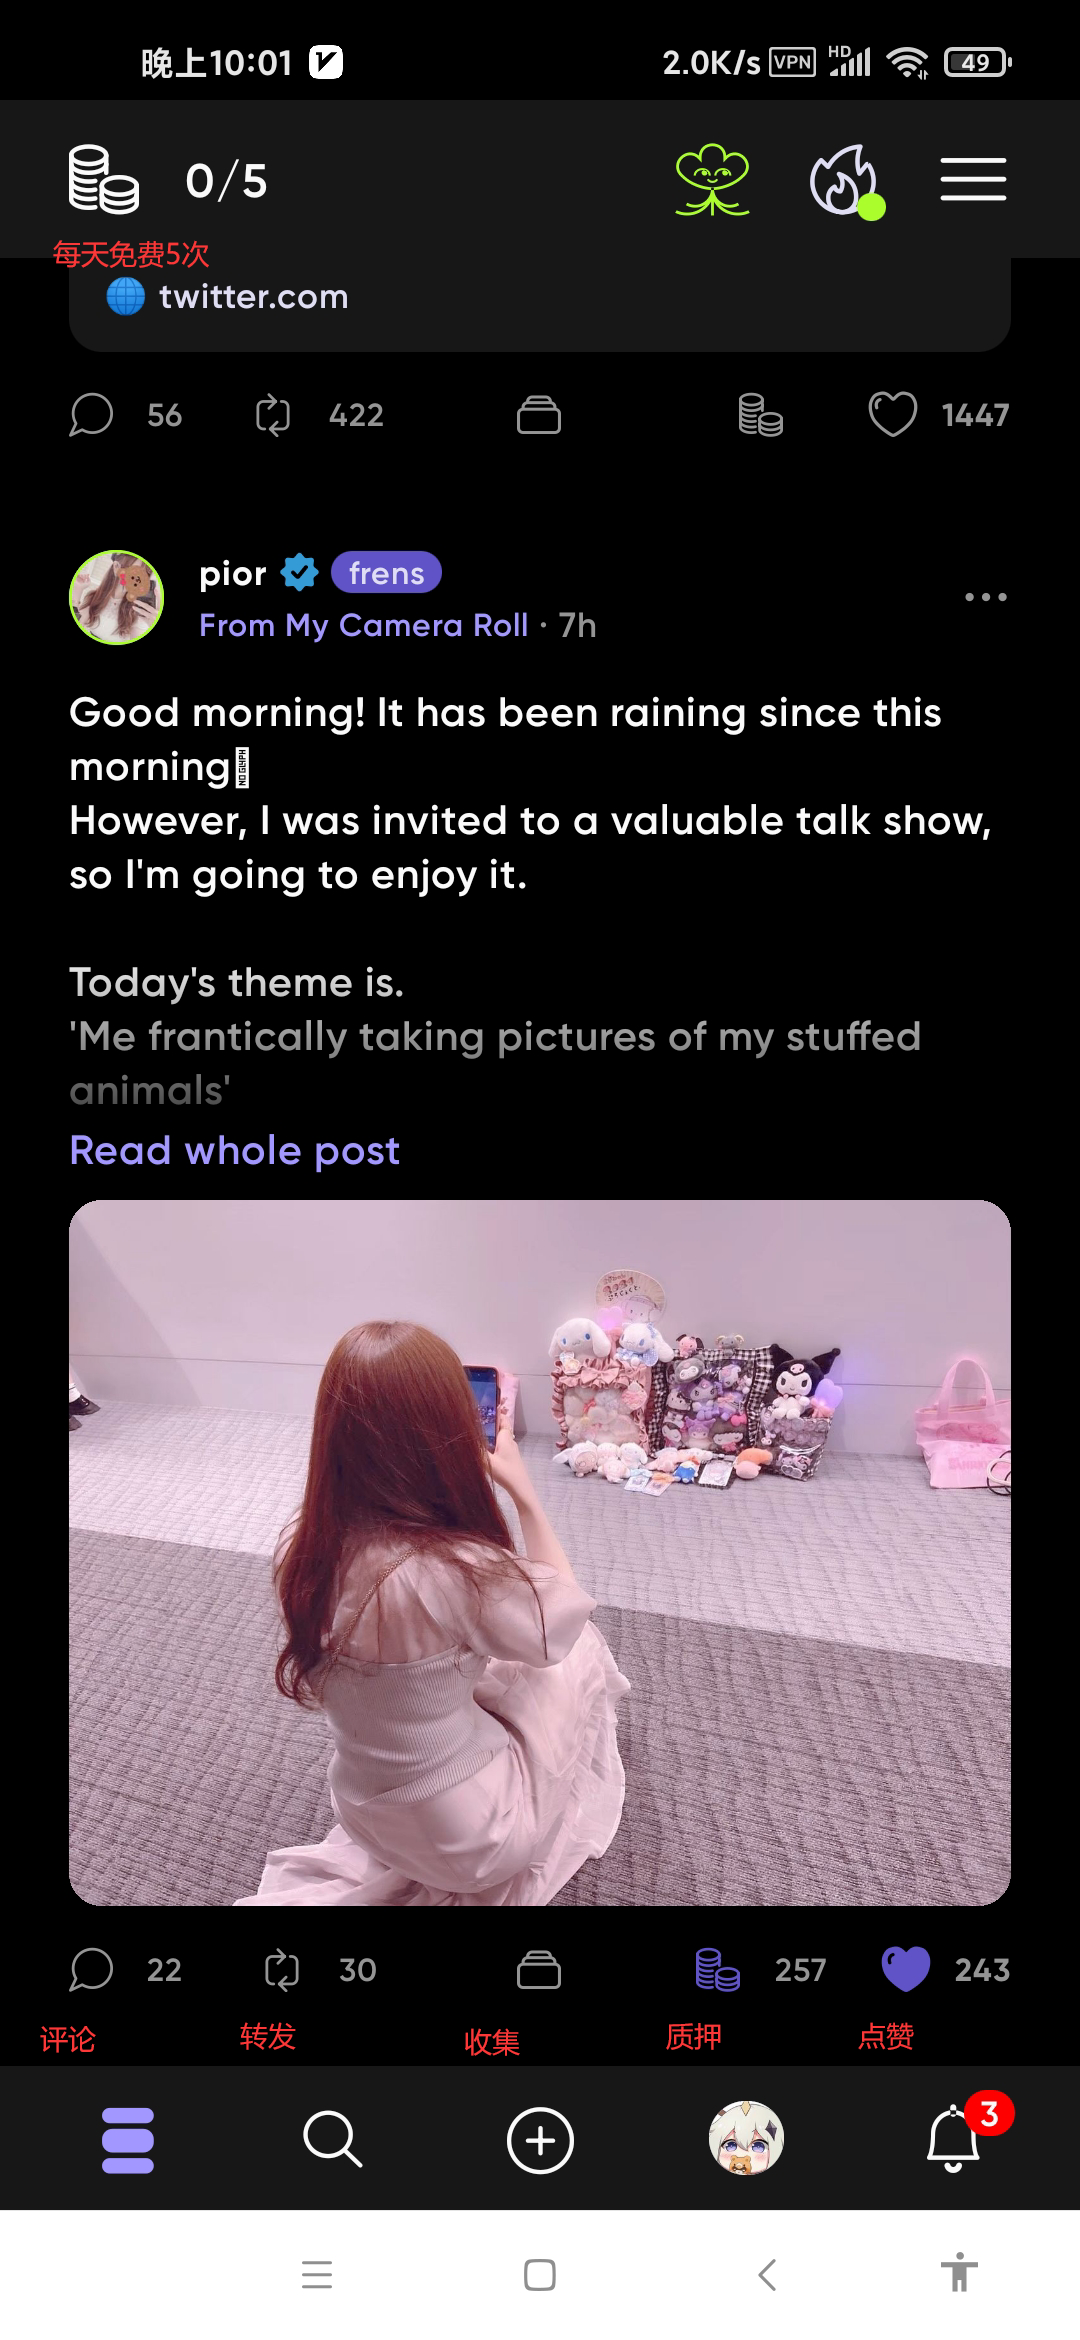 晚上10:01
2.0K/s VPN HD 49
0/5
每天免费5次
twitter.com
56 422 1447
pior frens
From My Camera Roll · 7h
Good morning! It has been raining since this
morning
However, I was invited to a valuable talk show,
so I'm going to enjoy it.
Today's theme is.
'Me frantically taking pictures of my stuffed
animals'
Read whole post
22 30 257 243
评论 转发 收集 质押 点赞
3